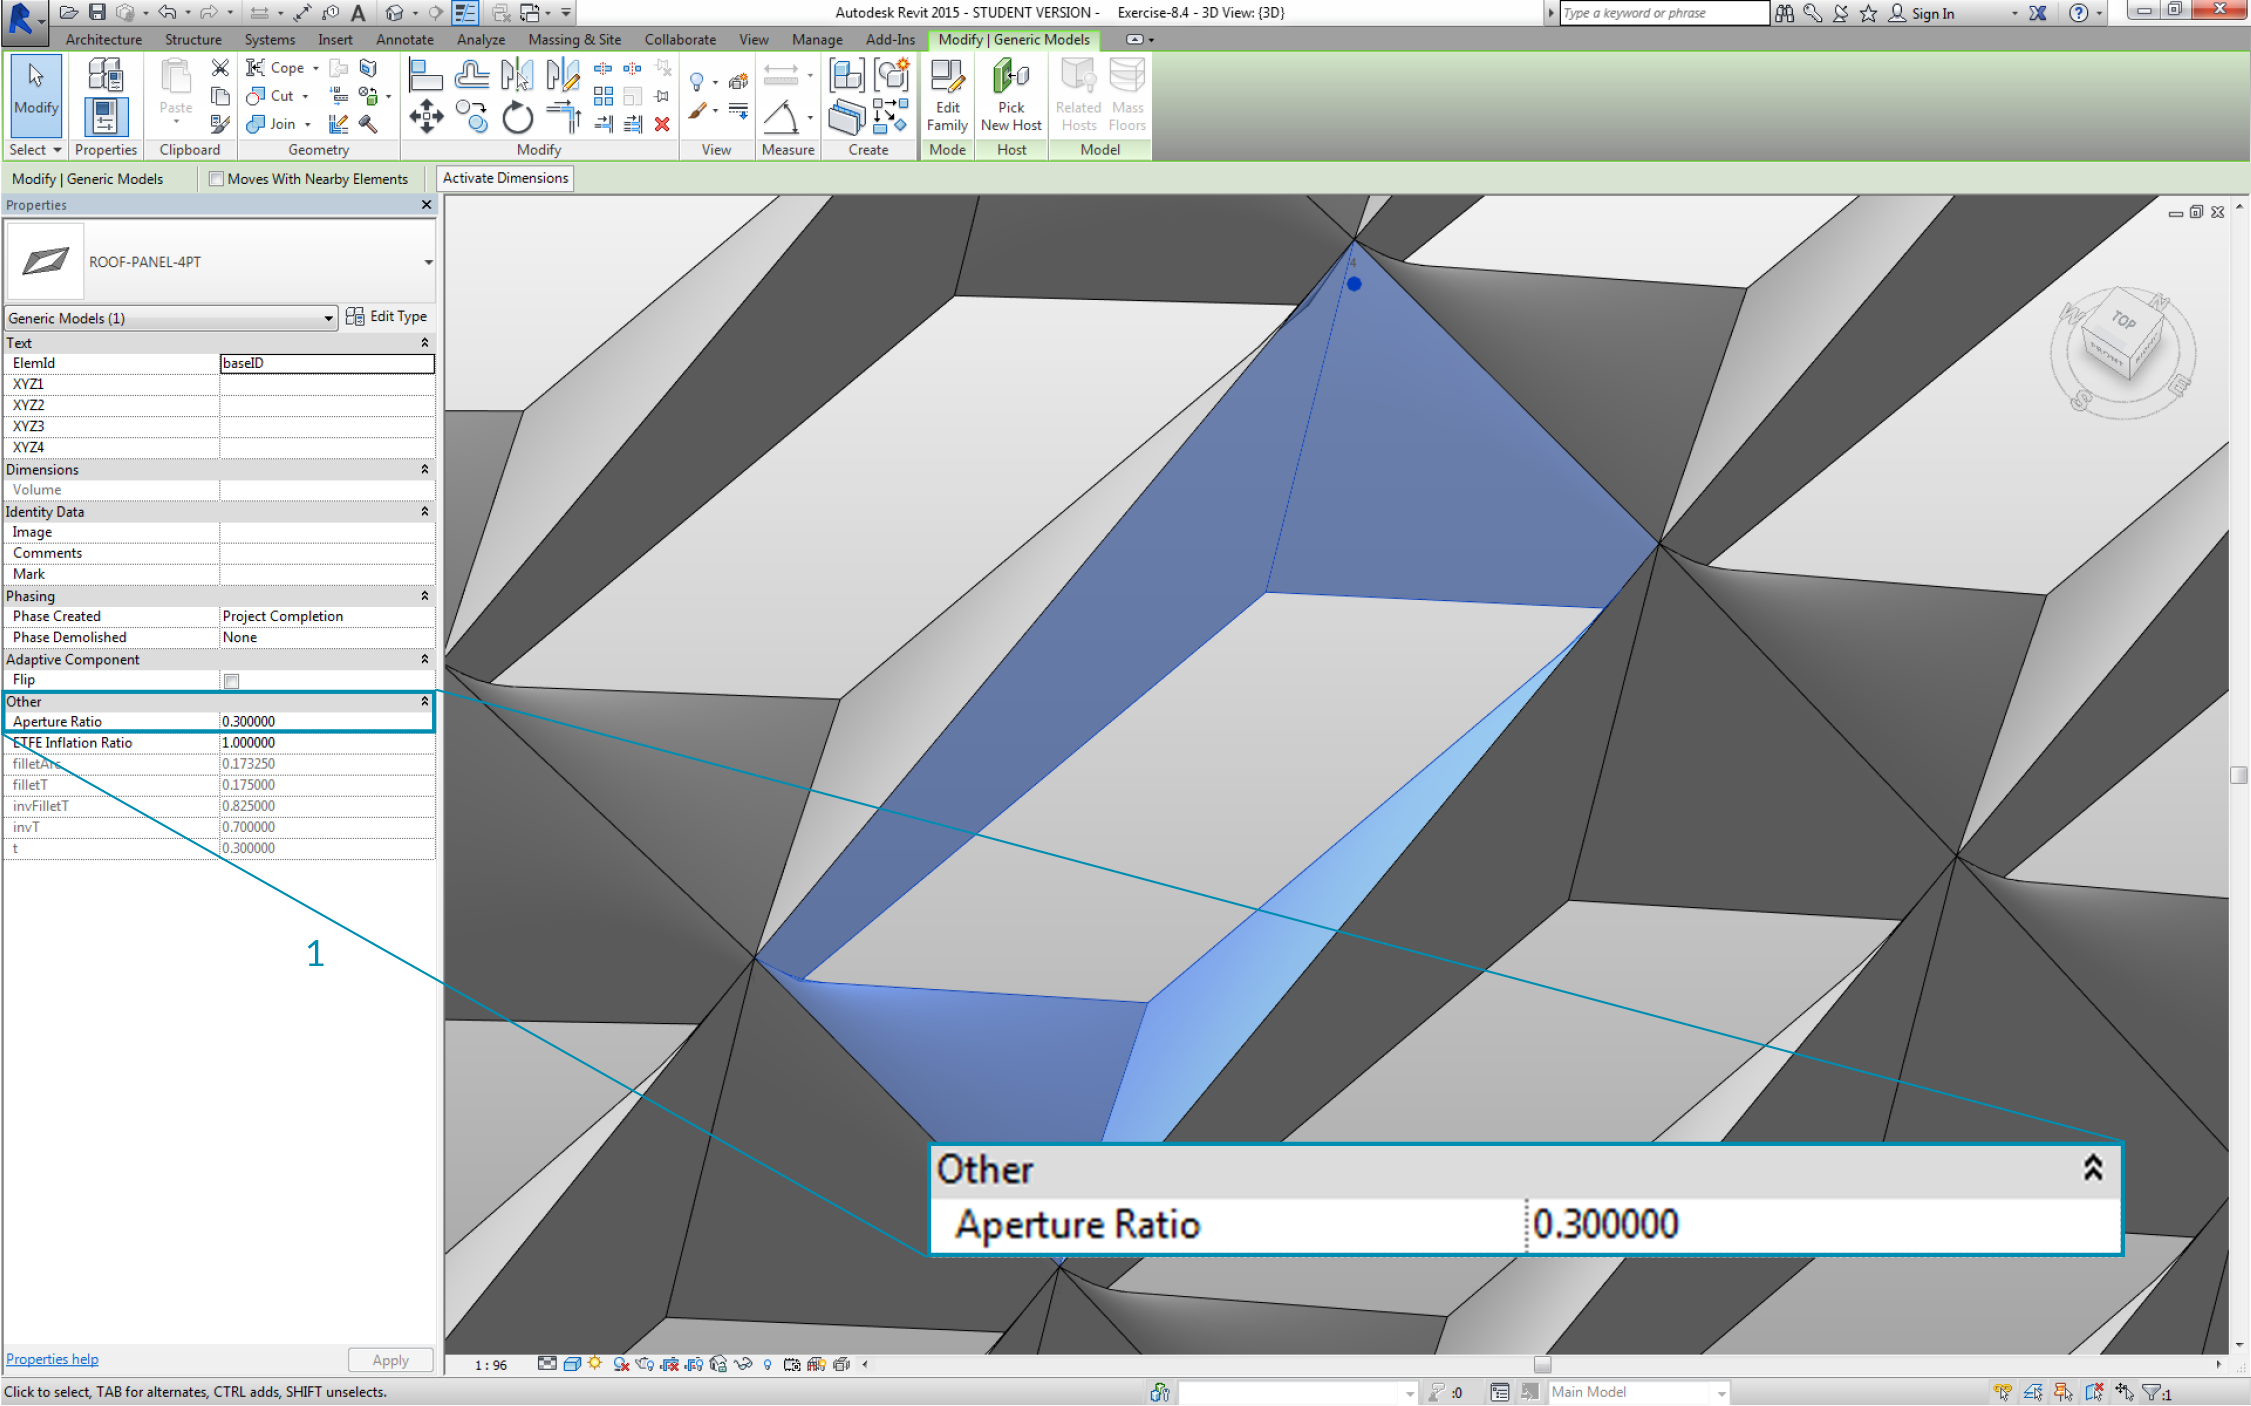 Autodesk Revit 2015 - STUDENT VERSION - Exercise-8.4 - 3D View: {3D}
Type a keyword or phrase
Sign In
Architecture Structure Systems Insert Annotate Analyze Massing & Site Collaborate View Manage Add-Ins Modify | Generic Models
Modify
Paste
Cope
Cut
Join
Edit Family
Pick New Host
Related Hosts
Mass Floors
Select Properties Clipboard Geometry Modify View Measure Create Mode Host Model
Modify | Generic Models Moves With Nearby Elements Activate Dimensions
Properties
ROOF-PANEL-4PT
Generic Models (1) Edit Type
Text
ElemId baseID
XYZ1
XYZ2
XYZ3
XYZ4
Dimensions
Volume
Identity Data
Image
Comments
Mark
Phasing
Phase Created Project Completion
Phase Demolished None
Adaptive Component
Flip
Other
Aperture Ratio 0.300000
ETFE Inflation Ratio 1.000000
filletArc 0.173250
filletT 0.175000
invFilletT 0.825000
invT 0.700000
t 0.300000
1
4
TOP
FRONT
N
W
E
S
Other
Aperture Ratio 0.300000
Properties help Apply
1 : 96
Click to select, TAB for alternates, CTRL adds, SHIFT unselects.
:0
Main Model
:1